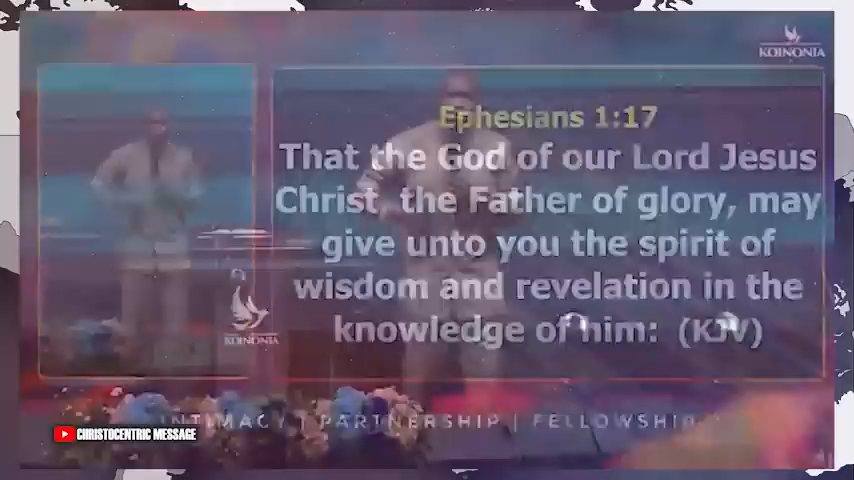 KOINONIA
Ephesians 1:17
That the God of our Lord Jesus
Christ, the Father of glory, may
give unto you the spirit of
wisdom and revelation in the
knowledge of him: (KJV)
KOINONIA
INTIMACY | PARTNERSHIP | FELLOWSHIP
CHRISTOCENTRIC MESSAGE